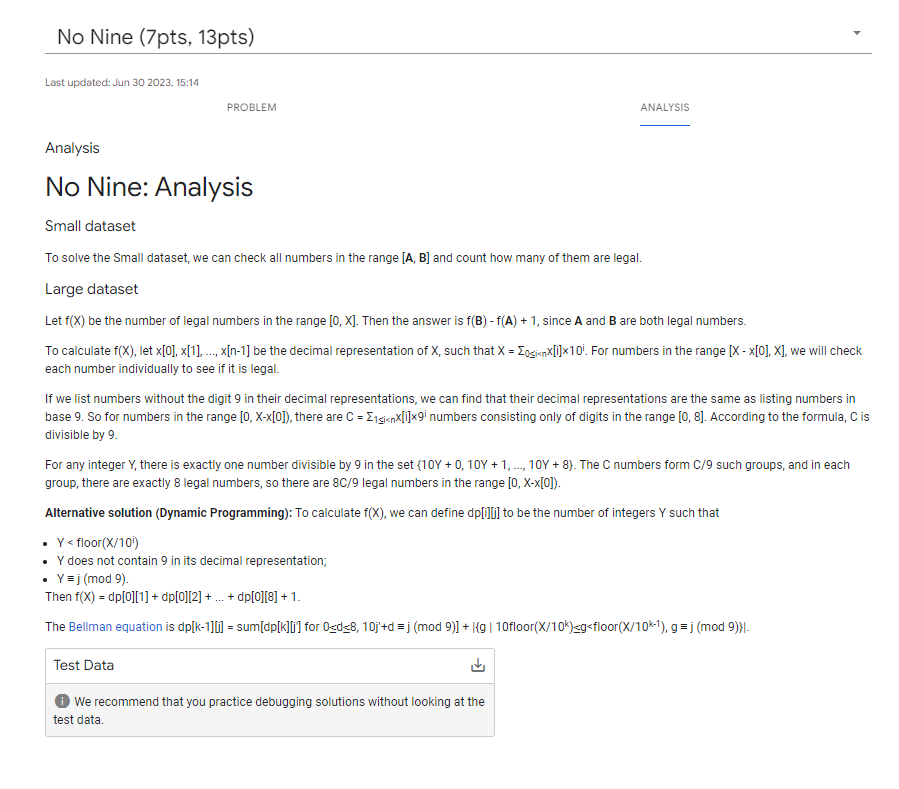 No Nine (7pts, 13pts)
Last updated: Jun 30 2023, 15:14
PROBLEM
ANALYSIS
Analysis
No Nine: Analysis
Small dataset
To solve the Small dataset, we can check all numbers in the range [A, B] and count how many of them are legal.
Large dataset
Let f(X) be the number of legal numbers in the range [0, X]. Then the answer is f(B) - f(A) + 1, since A and B are both legal numbers.
To calculate f(X), let x[0], x[1], ..., x[n-1] be the decimal representation of X, such that X = Σ₀≤ᵢ<ₙx[i]×10ⁱ. For numbers in the range [X - x[0], X], we will check
each number individually to see if it is legal.
If we list numbers without the digit 9 in their decimal representations, we can find that their decimal representations are the same as listing numbers in
base 9. So for numbers in the range [0, X-x[0]), there are C = Σ₁≤ᵢ<ₙx[i]×9ⁱ numbers consisting only of digits in the range [0, 8]. According to the formula, C is
divisible by 9.
For any integer Y, there is exactly one number divisible by 9 in the set {10Y + 0, 10Y + 1, ..., 10Y + 8}. The C numbers form C/9 such groups, and in each
group, there are exactly 8 legal numbers, so there are 8C/9 legal numbers in the range [0, X-x[0]).
Alternative solution (Dynamic Programming): To calculate f(X), we can define dp[i][j] to be the number of integers Y such that
• Y < floor(X/10ⁱ)
• Y does not contain 9 in its decimal representation;
• Y ≡ j (mod 9).
Then f(X) = dp[0][1] + dp[0][2] + ... + dp[0][8] + 1.
The Bellman equation is dp[k-1][j] = sum[dp[k][j'] for 0≤d≤8, 10j'+d ≡ j (mod 9)] + |{g | 10floor(X/10ᵏ)≤g<floor(X/10ᵏ⁻¹), g ≡ j (mod 9)}|.
Test Data
We recommend that you practice debugging solutions without looking at the
test data.